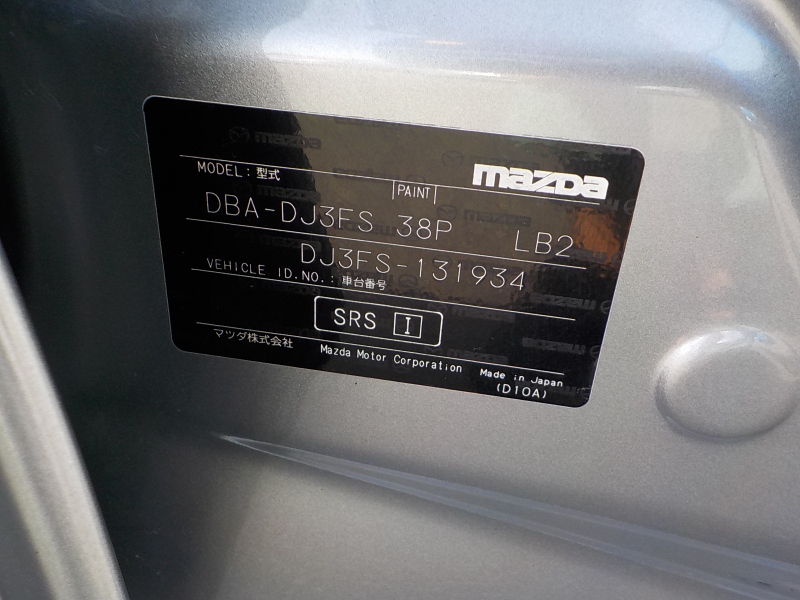 mazda
MODEL : 型式
PAINT
DBA-DJ3FS 38P LB2
DJ3FS-131934
VEHICLE ID.NO. : 車台番号
SRS I
マツダ株式会社 Mazda Motor Corporation Made in Japan
(D10A)